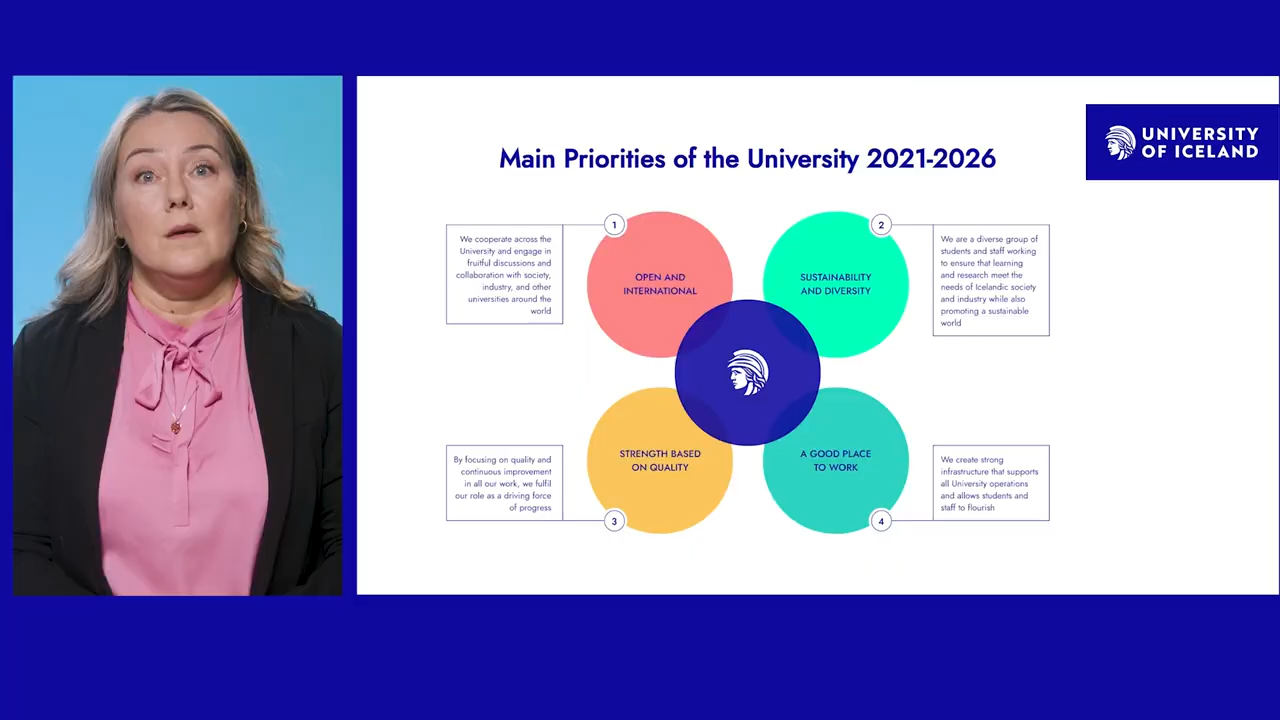 UNIVERSITY
OF ICELAND
Main Priorities of the University 2021-2026
1
We cooperate across the
University and engage in
fruitful discussions and
collaboration with society,
industry, and other
universities around the
world
OPEN AND
INTERNATIONAL
2
SUSTAINABILITY
AND DIVERSITY
We are a diverse group of
students and staff working
to ensure that learning
and research meet the
needs of Icelandic society
and industry while also
promoting a sustainable
world
By focusing on quality and
continuous improvement
in all our work, we fulfil
our role as a driving force
of progress
STRENGTH BASED
ON QUALITY
3
A GOOD PLACE
TO WORK
We create strong
infrastructure that supports
all University operations
and allows students and
staff to flourish
4